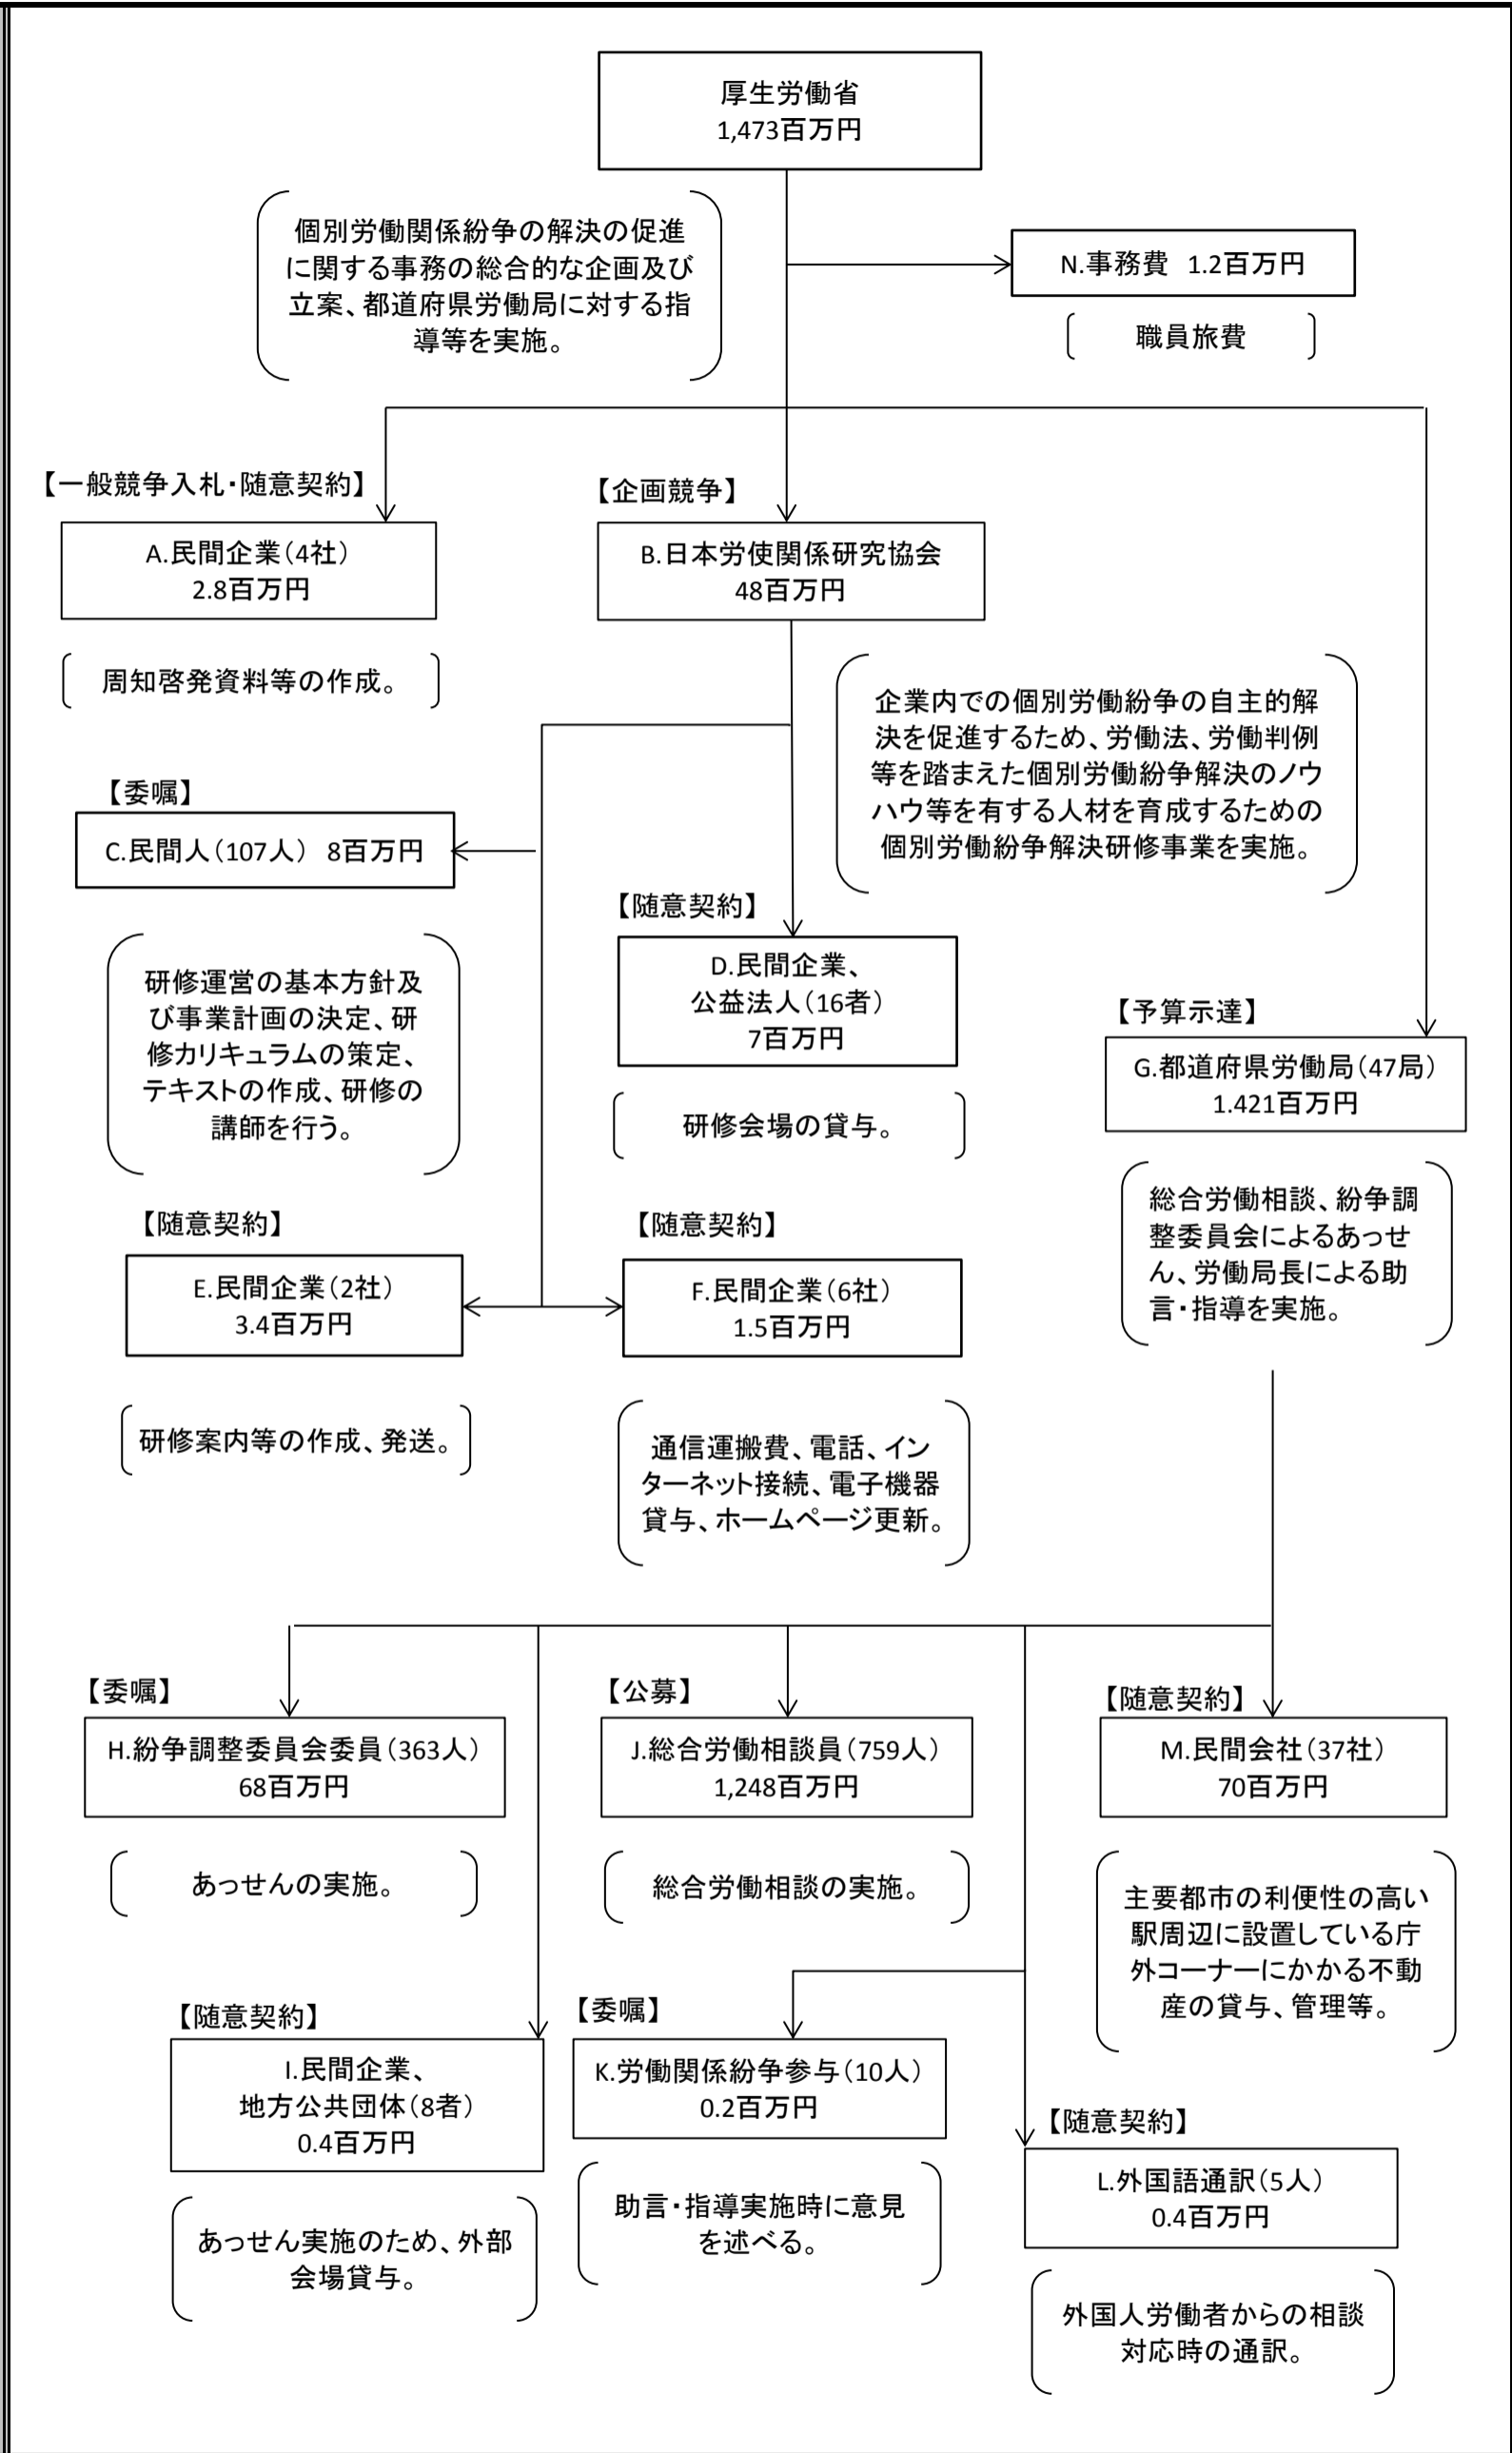 厚生労働省
1,473百万円
個別労働関係紛争の解決の促進
に関する事務の総合的な企画及び
立案、都道府県労働局に対する指
導等を実施。
N.事務費 1.2百万円
職員旅費
【一般競争入札・随意契約】
A.民間企業(4社)
2.8百万円
周知啓発資料等の作成。
【企画競争】
B.日本労使関係研究協会
48百万円
企業内での個別労働紛争の自主的解
決を促進するため、労働法、労働判例
等を踏まえた個別労働紛争解決のノウ
ハウ等を有する人材を育成するための
個別労働紛争解決研修事業を実施。
【委嘱】
C.民間人(107人) 8百万円
研修運営の基本方針及
び事業計画の決定、研
修カリキュラムの策定、
テキストの作成、研修の
講師を行う。
【随意契約】
D.民間企業、
公益法人(16者)
7百万円
研修会場の貸与。
【予算示達】
G.都道府県労働局(47局)
1.421百万円
総合労働相談、紛争調
整委員会によるあっせ
ん、労働局長による助
言・指導を実施。
【随意契約】
E.民間企業(2社)
3.4百万円
研修案内等の作成、発送。
【随意契約】
F.民間企業(6社)
1.5百万円
通信運搬費、電話、イン
ターネット接続、電子機器
貸与、ホームページ更新。
【委嘱】
H.紛争調整委員会委員(363人)
68百万円
あっせんの実施。
【公募】
J.総合労働相談員(759人)
1,248百万円
総合労働相談の実施。
【随意契約】
M.民間会社(37社)
70百万円
主要都市の利便性の高い
駅周辺に設置している庁
外コーナーにかかる不動
産の貸与、管理等。
【随意契約】
I.民間企業、
地方公共団体(8者)
0.4百万円
あっせん実施のため、外部
会場貸与。
【委嘱】
K.労働関係紛争参与(10人)
0.2百万円
助言・指導実施時に意見
を述べる。
【随意契約】
L.外国語通訳(5人)
0.4百万円
外国人労働者からの相談
対応時の通訳。